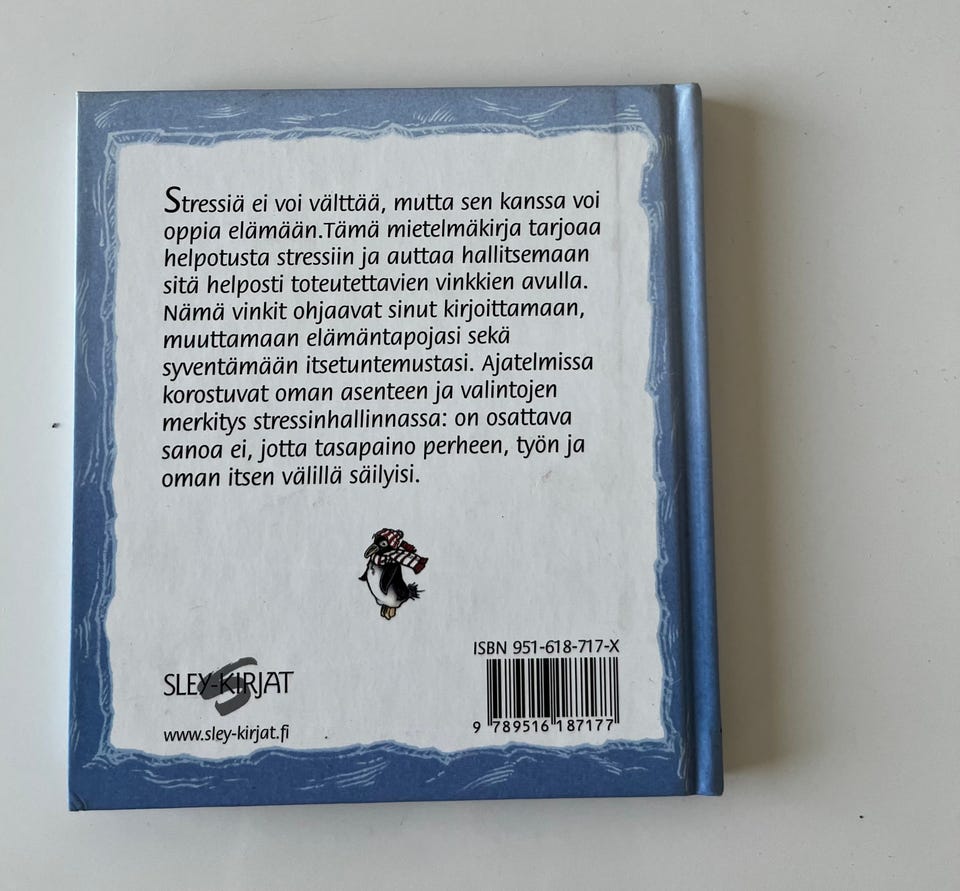 Stressiä ei voi välttää, mutta sen kanssa voi
oppia elämään.Tämä mietelmäkirja tarjoaa
helpotusta stressiin ja auttaa hallitsemaan
sitä helposti toteutettavien vinkkien avulla.
Nämä vinkit ohjaavat sinut kirjoittamaan,
muuttamaan elämäntapojasi sekä
syventämään itsetuntemustasi. Ajatelmissa
korostuvat oman asenteen ja valintojen
merkitys stressinhallinnassa: on osattava
sanoa ei, jotta tasapaino perheen, työn ja
oman itsen välillä säilyisi.
ISBN 951-618-717-X
SLEY-KIRJAT
9 789516 187177
www.sley-kirjat.fi